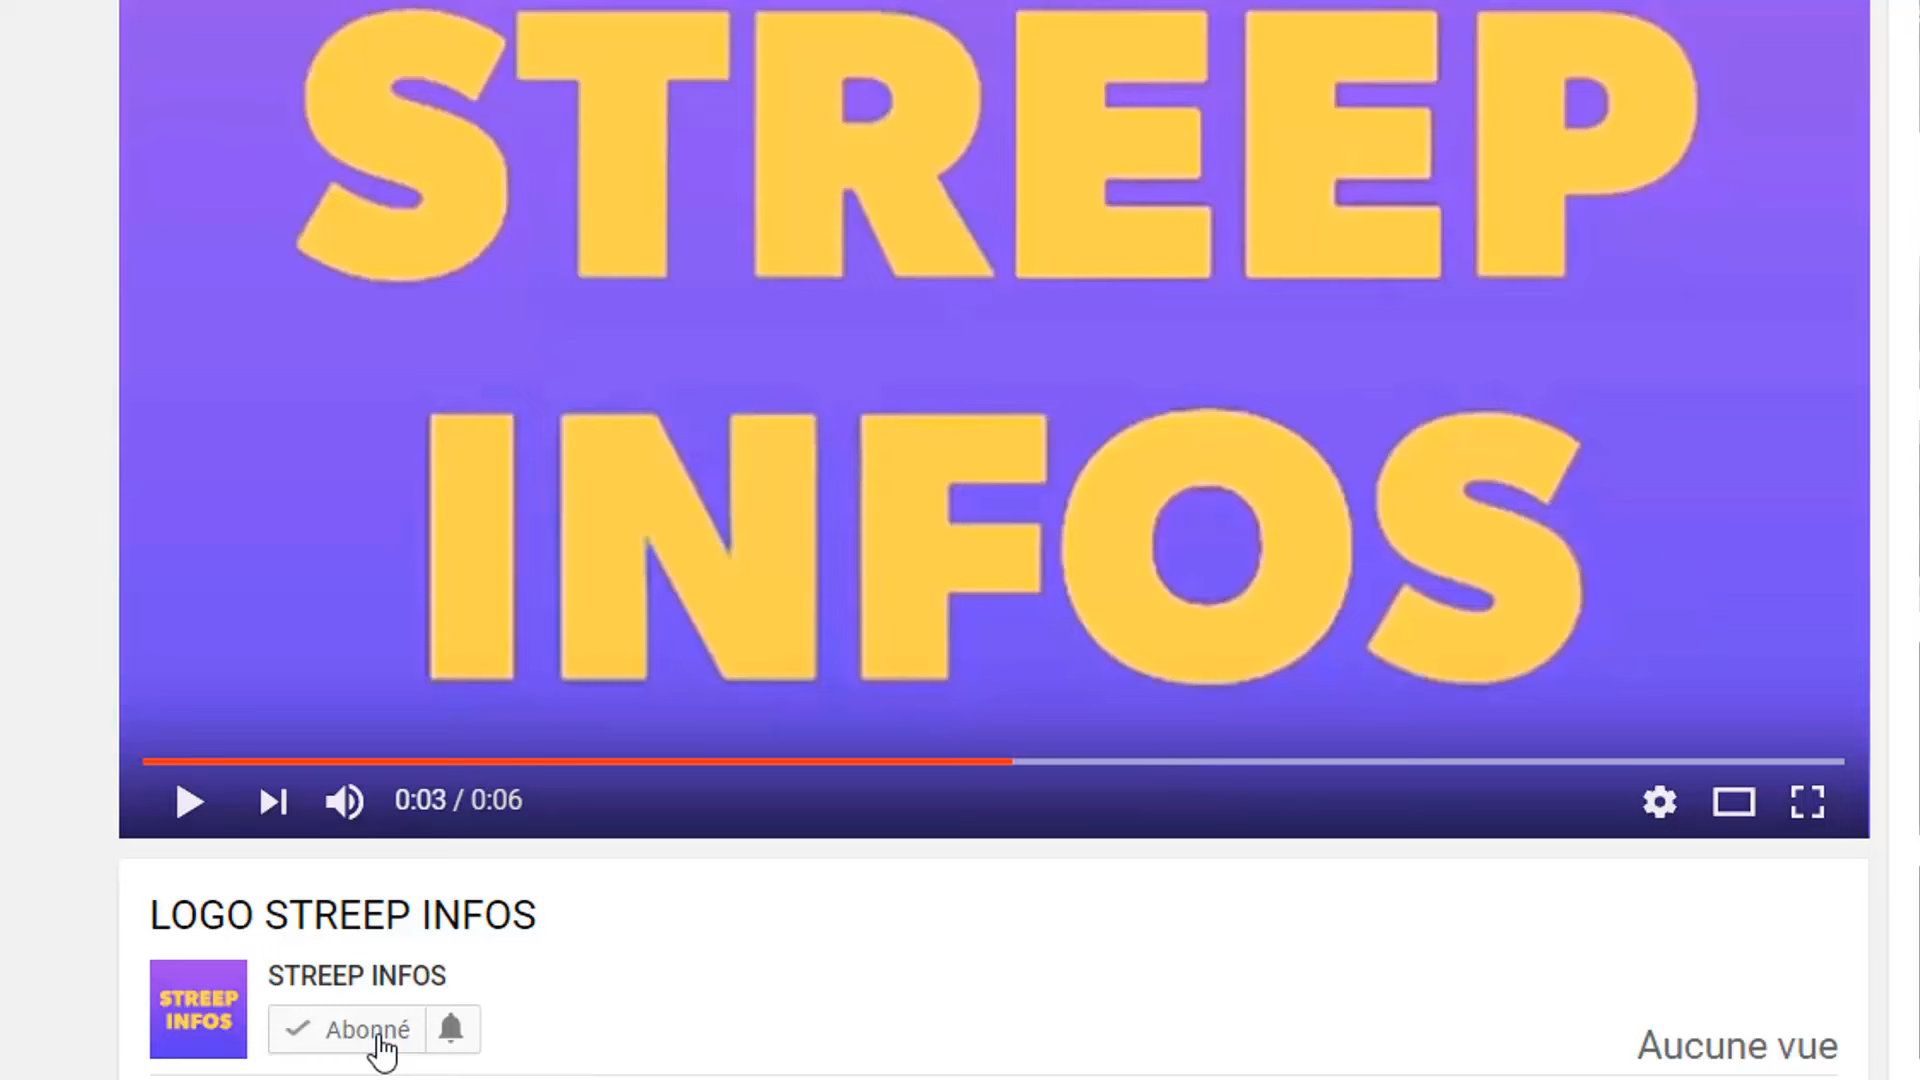 STREEP
INFOS
0:03 / 0:06
LOGO STREEP INFOS
STREEP INFOS
STREEP
INFOS
Abonné
Aucune vue